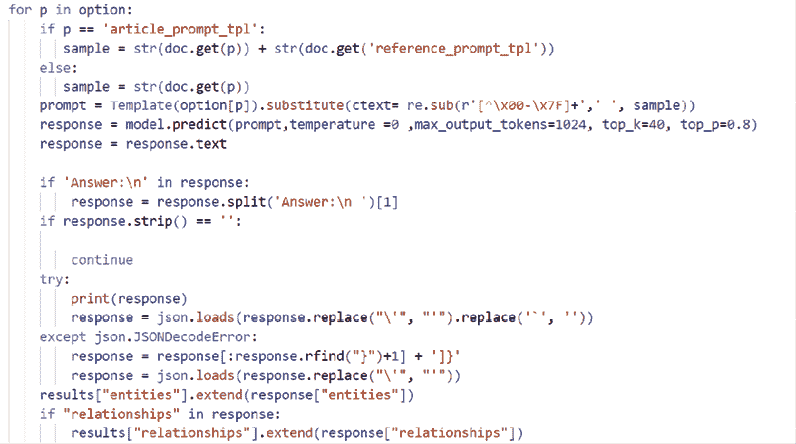 for p in option:
    if p == 'article_prompt_tpl':
        sample = str(doc.get(p)) + str(doc.get('reference_prompt_tpl'))
    else:
        sample = str(doc.get(p))
    prompt = Template(option[p]).substitute(ctext= re.sub(r'[^\x00-\x7F]+',' ', sample))
    response = model.predict(prompt,temperature =0 ,max_output_tokens=1024, top_k=40, top_p=0.8)
    response = response.text
    if 'Answer:\n' in response:
        response = response.split('Answer:\n ')[1]
    if response.strip() == '':
        continue
    try:
        print(response)
        response = json.loads(response.replace("\'", "'").replace('`', ''))
    except json.JSONDecodeError:
        response = response[:response.rfind("}")+1] + ']}'
        response = json.loads(response.replace("\'", "'"))
    results["entities"].extend(response["entities"])
    if "relationships" in response:
        results["relationships"].extend(response["relationships"])